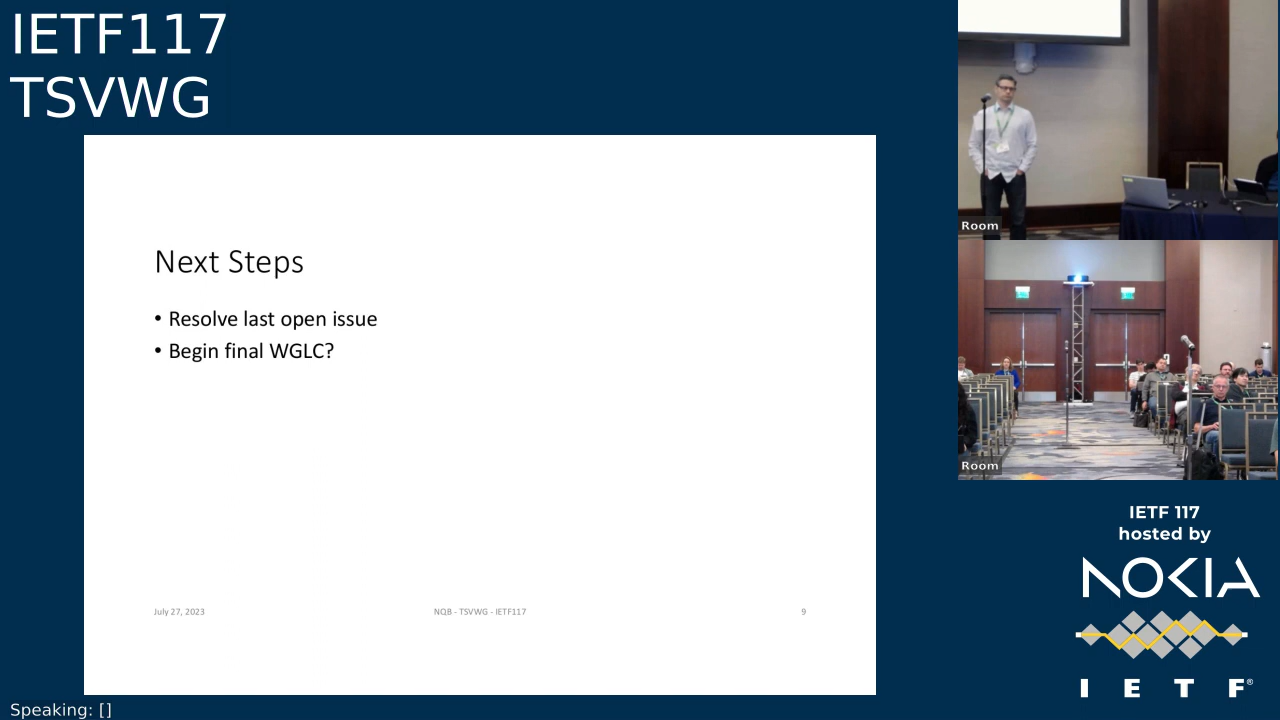 IETF117
TSVWG
Next Steps
• Resolve last open issue
• Begin final WGLC?
July 27, 2023
NQB - TSVWG - IETF117
9
Room
Room
IETF 117
hosted by
NOKIA
I E T F®
Speaking: []